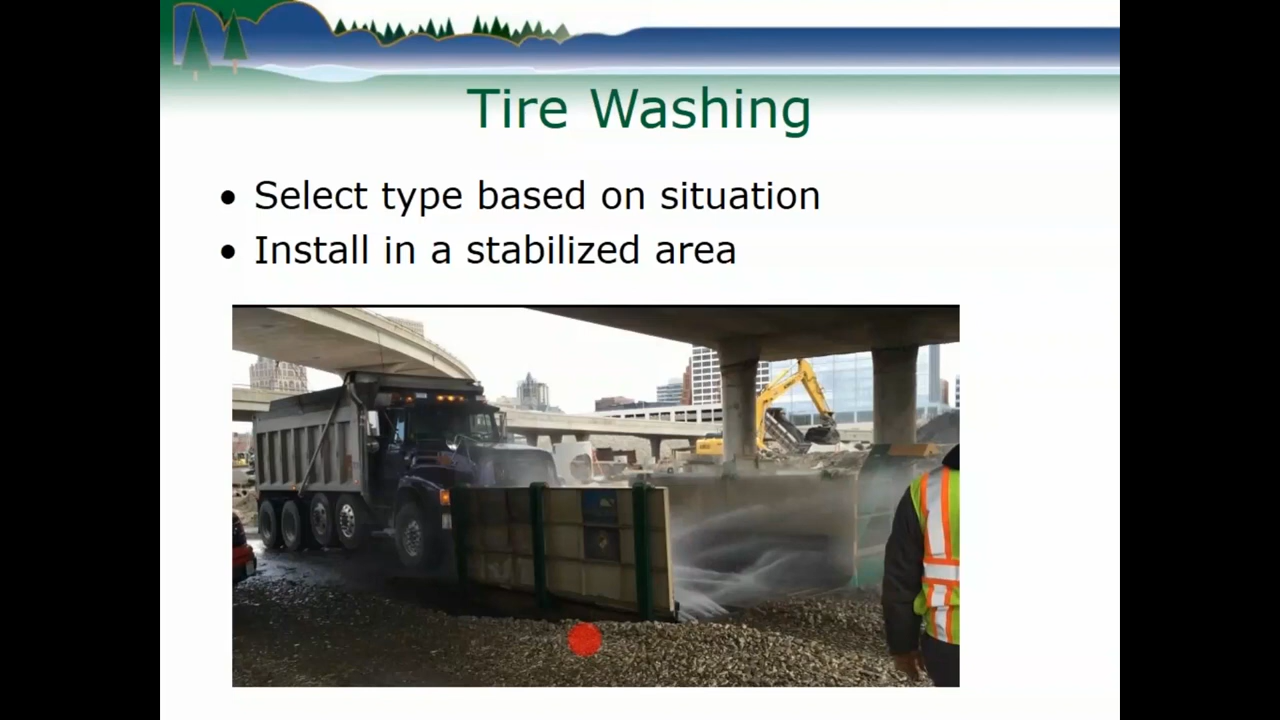 Tire Washing
• Select type based on situation
• Install in a stabilized area